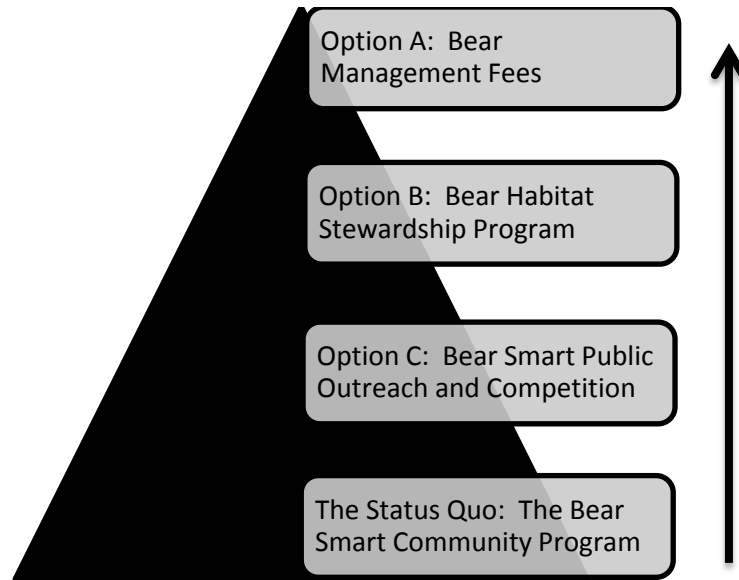 Option A:  Bear
Management Fees
Option B:  Bear Habitat
Stewardship Program
Option C:  Bear Smart Public
Outreach and Competition
The Status Quo:  The Bear
Smart Community Program